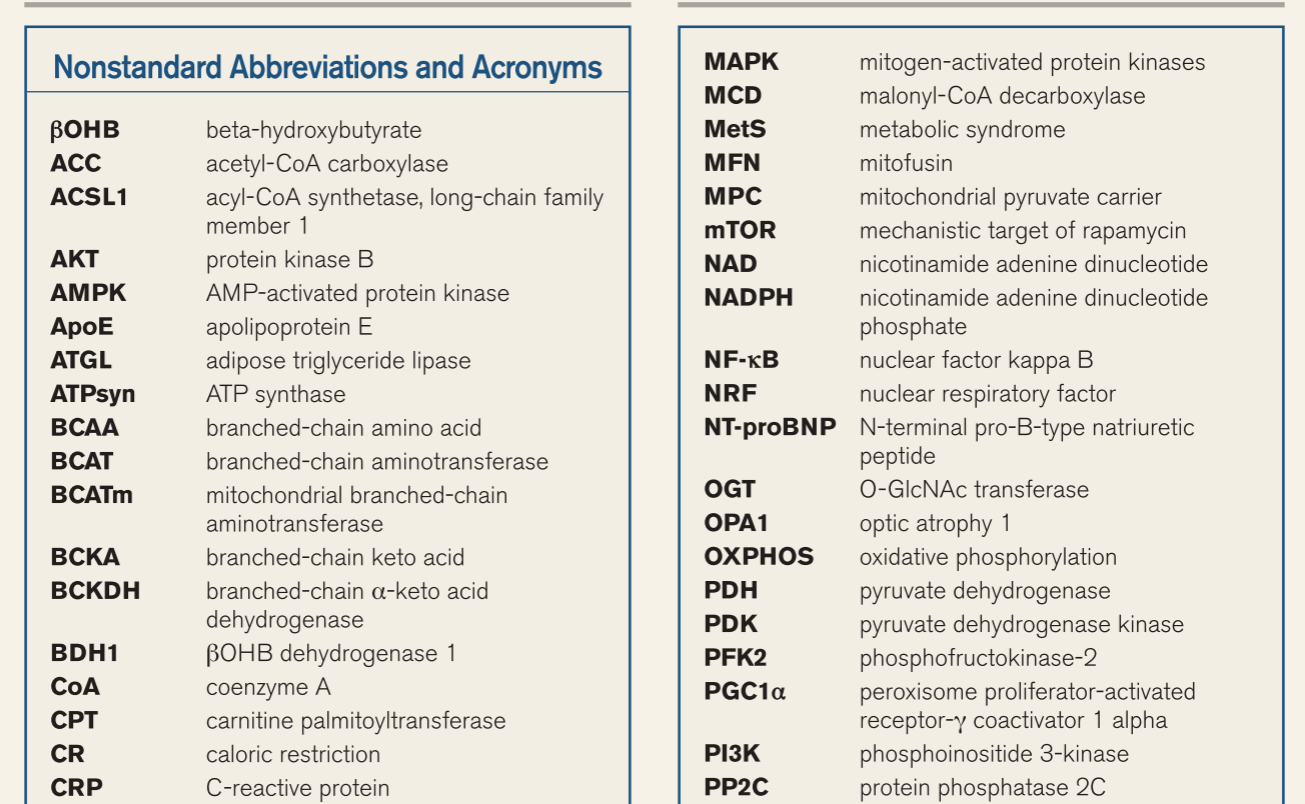 Nonstandard Abbreviations and Acronyms
βOHB beta-hydroxybutyrate
ACC acetyl-CoA carboxylase
ACSL1 acyl-CoA synthetase, long-chain family
member 1
AKT protein kinase B
AMPK AMP-activated protein kinase
ApoE apolipoprotein E
ATGL adipose triglyceride lipase
ATPsyn ATP synthase
BCAA branched-chain amino acid
BCAT branched-chain aminotransferase
BCATm mitochondrial branched-chain
aminotransferase
BCKA branched-chain keto acid
BCKDH branched-chain α-keto acid
dehydrogenase
BDH1 βOHB dehydrogenase 1
CoA coenzyme A
CPT carnitine palmitoyltransferase
CR caloric restriction
CRP C-reactive protein
MAPK mitogen-activated protein kinases
MCD malonyl-CoA decarboxylase
MetS metabolic syndrome
MFN mitofusin
MPC mitochondrial pyruvate carrier
mTOR mechanistic target of rapamycin
NAD nicotinamide adenine dinucleotide
NADPH nicotinamide adenine dinucleotide
phosphate
NF-κB nuclear factor kappa B
NRF nuclear respiratory factor
NT-proBNP N-terminal pro-B-type natriuretic
peptide
OGT O-GlcNAc transferase
OPA1 optic atrophy 1
OXPHOS oxidative phosphorylation
PDH pyruvate dehydrogenase
PDK pyruvate dehydrogenase kinase
PFK2 phosphofructokinase-2
PGC1α peroxisome proliferator-activated
receptor-γ coactivator 1 alpha
PI3K phosphoinositide 3-kinase
PP2C protein phosphatase 2C